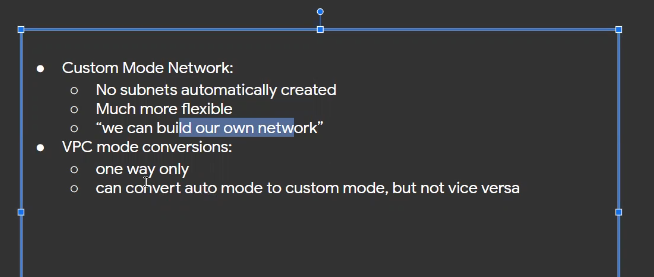 ● Custom Mode Network:
○ No subnets automatically created
○ Much more flexible
○ “we can build our own network”
● VPC mode conversions:
○ one way only
○ can convert auto mode to custom mode, but not vice versa